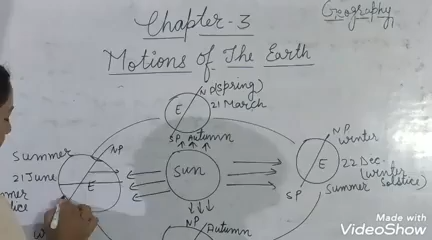 Geography
Chapter-3
Motions of The Earth
N (Spring)
21 March
E
SP Autumn
Summer
NP
21 June
E
Sun
NP
Winter
E
22 Dec
(Winter
Solstice)
SP
Summer
NP
Autumn
Made with
VideoShow